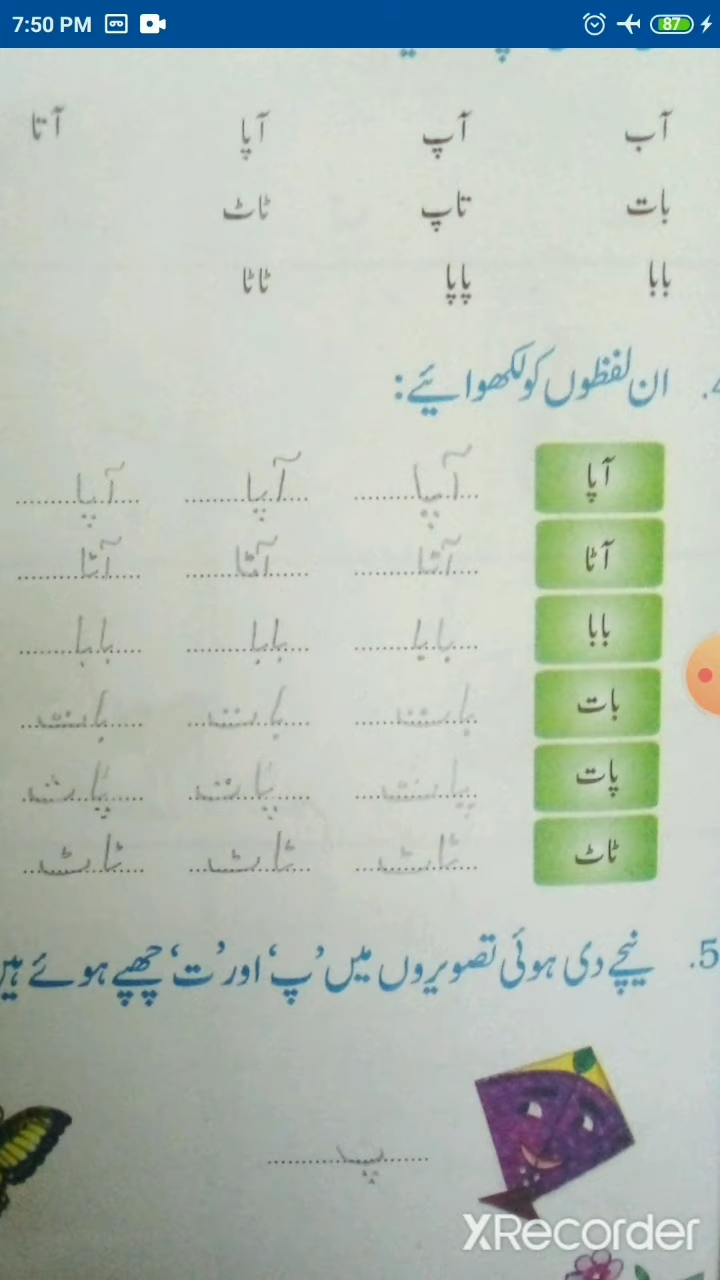 7:50 PM 87
آب آپ آپا آتا
بات تاپ ٹاٹ
بابا پاپا ٹاٹا
ان لفظوں کو لکھوائیے:
آپا آپا آپا آپا
آٹا آٹا آٹا آٹا
بابا بابا بابا بابا
بات بات بات بات
پات پات پات پات
ٹاٹ ٹاٹ ٹاٹ ٹاٹ
5. نیچے دی ہوئی تصویروں میں ’پ‘ اور ’ت‘ چھپے ہوئے ہیں
پ
XRecorder